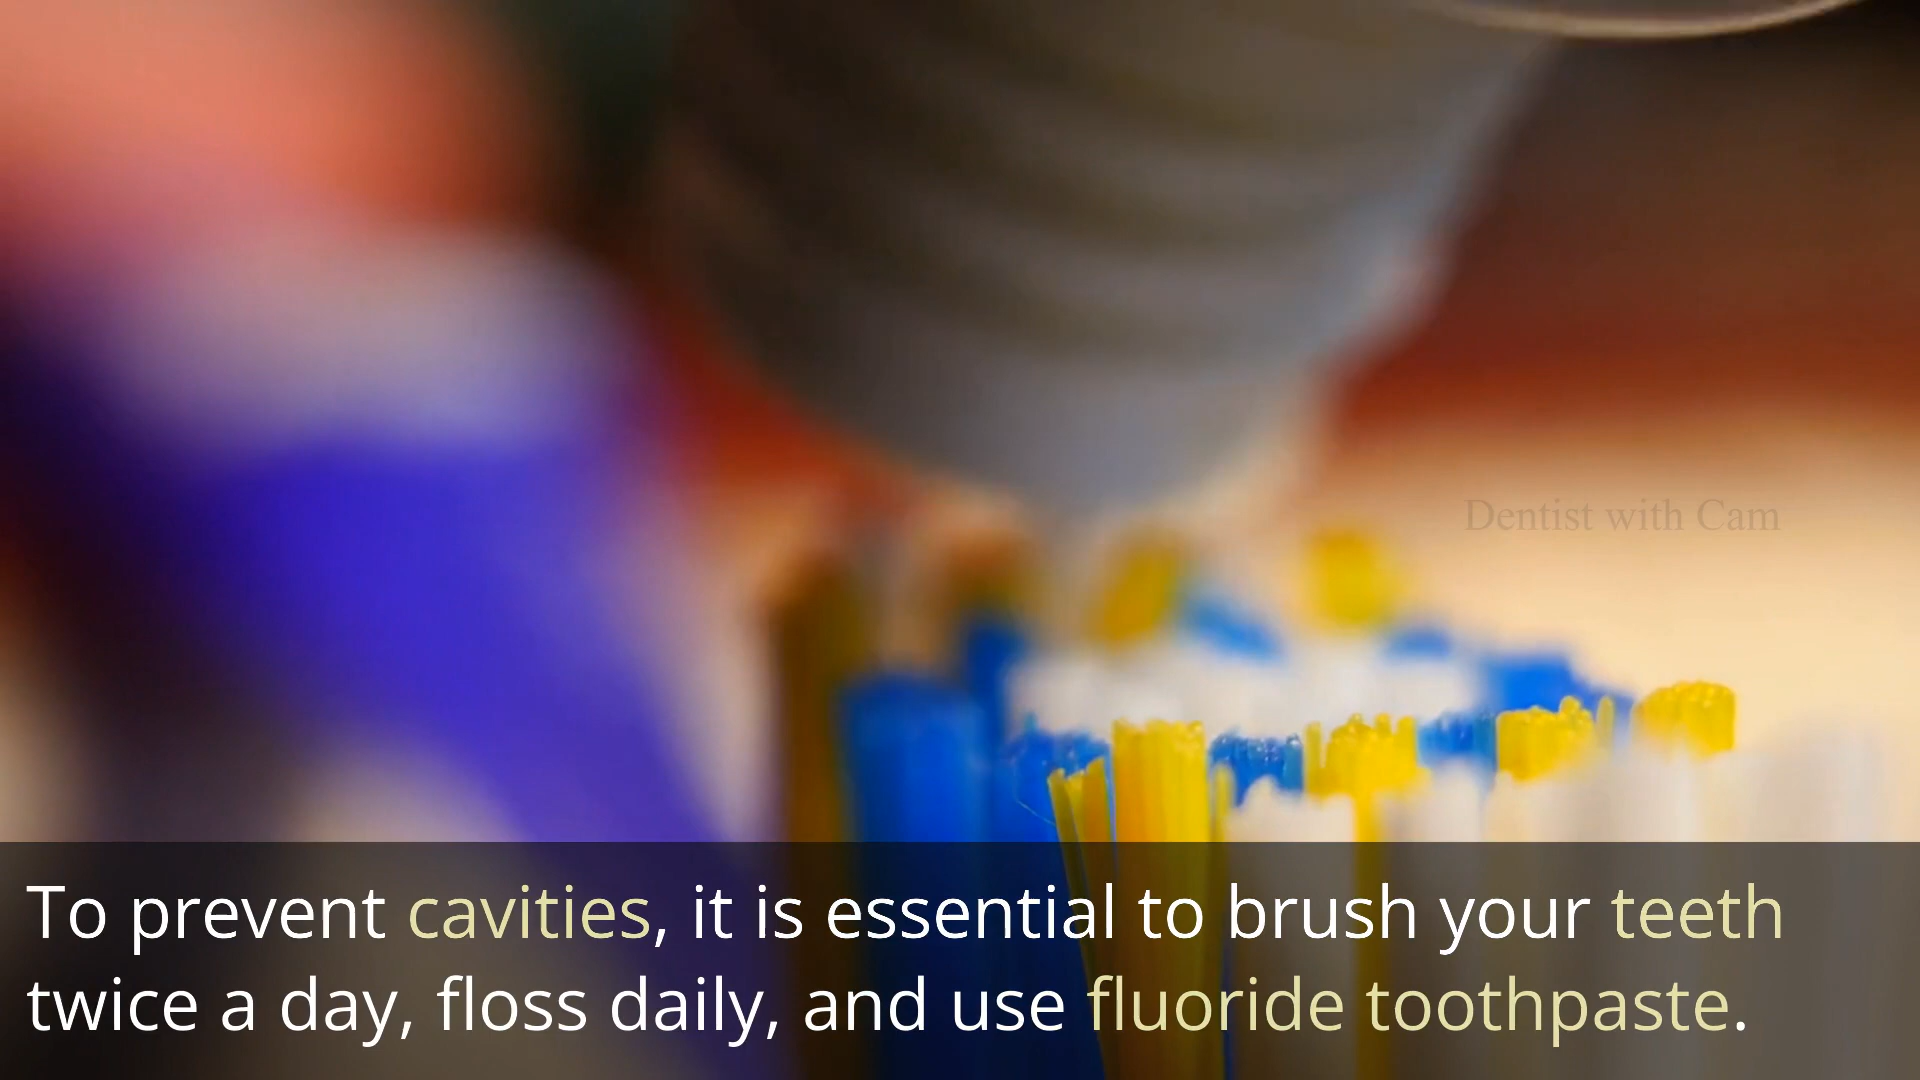 Dentist with Cam
To prevent cavities, it is essential to brush your teeth
twice a day, floss daily, and use fluoride toothpaste.